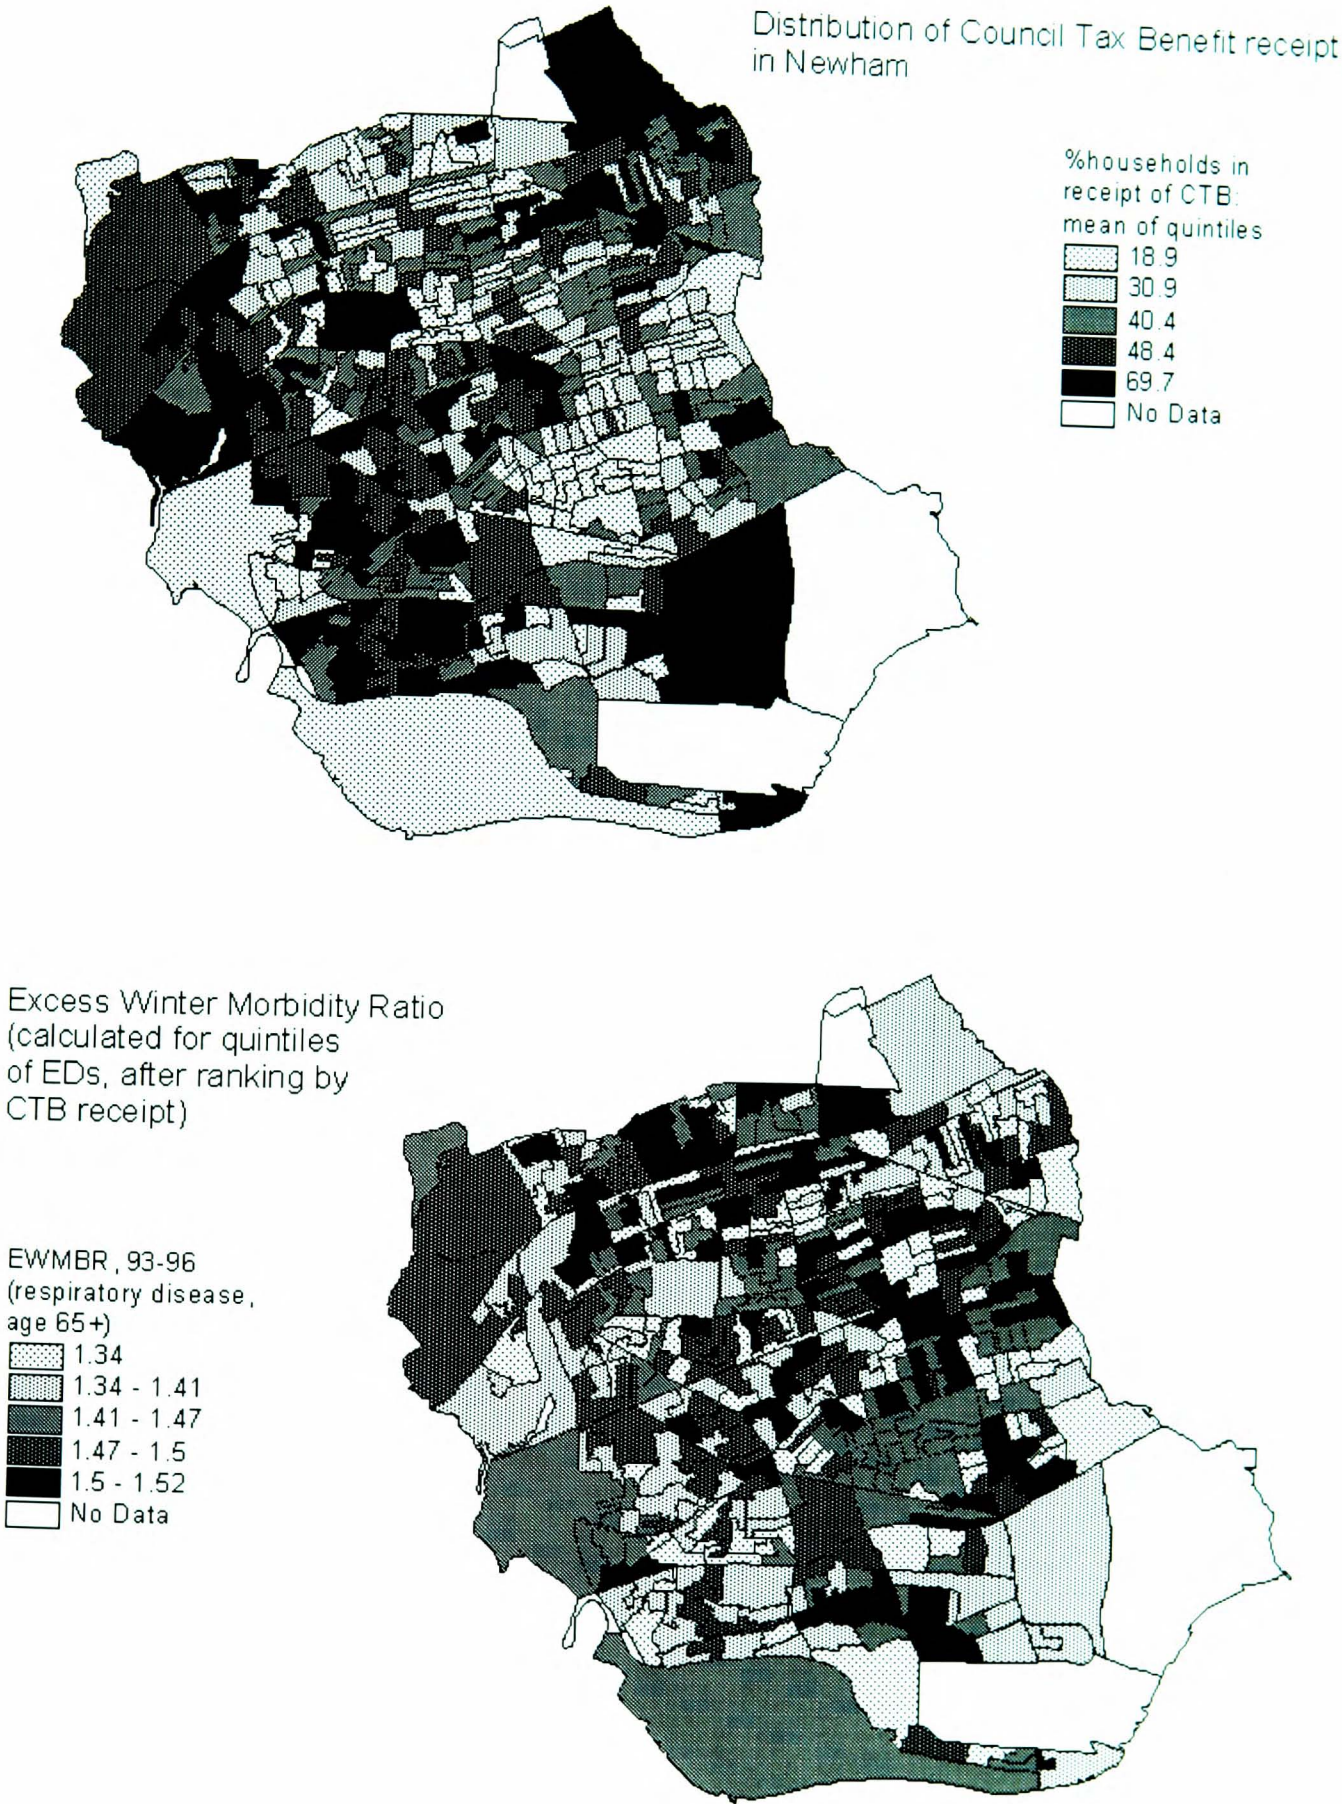 Distribution of Council Tax Benefit receipt
in Newham
%households in
receipt of CTB:
mean of quintiles
18.9
30.9
40.4
48.4
69.7
No Data
Excess Winter Morbidity Ratio
(calculated for quintiles
of EDs, after ranking by
CTB receipt)
EWMBR, 93-96
(respiratory disease,
age 65+)
1.34
1.34 - 1.41
1.41 - 1.47
1.47 - 1.5
1.5 - 1.52
No Data